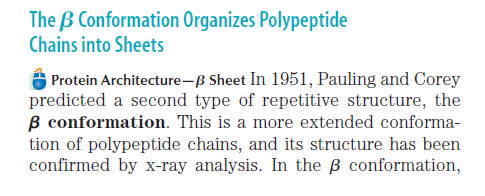 The β Conformation Organizes Polypeptide
Chains into Sheets
Protein Architecture—β Sheet In 1951, Pauling and Corey
predicted a second type of repetitive structure, the
β conformation. This is a more extended conforma-
tion of polypeptide chains, and its structure has been
confirmed by x-ray analysis. In the β conformation,